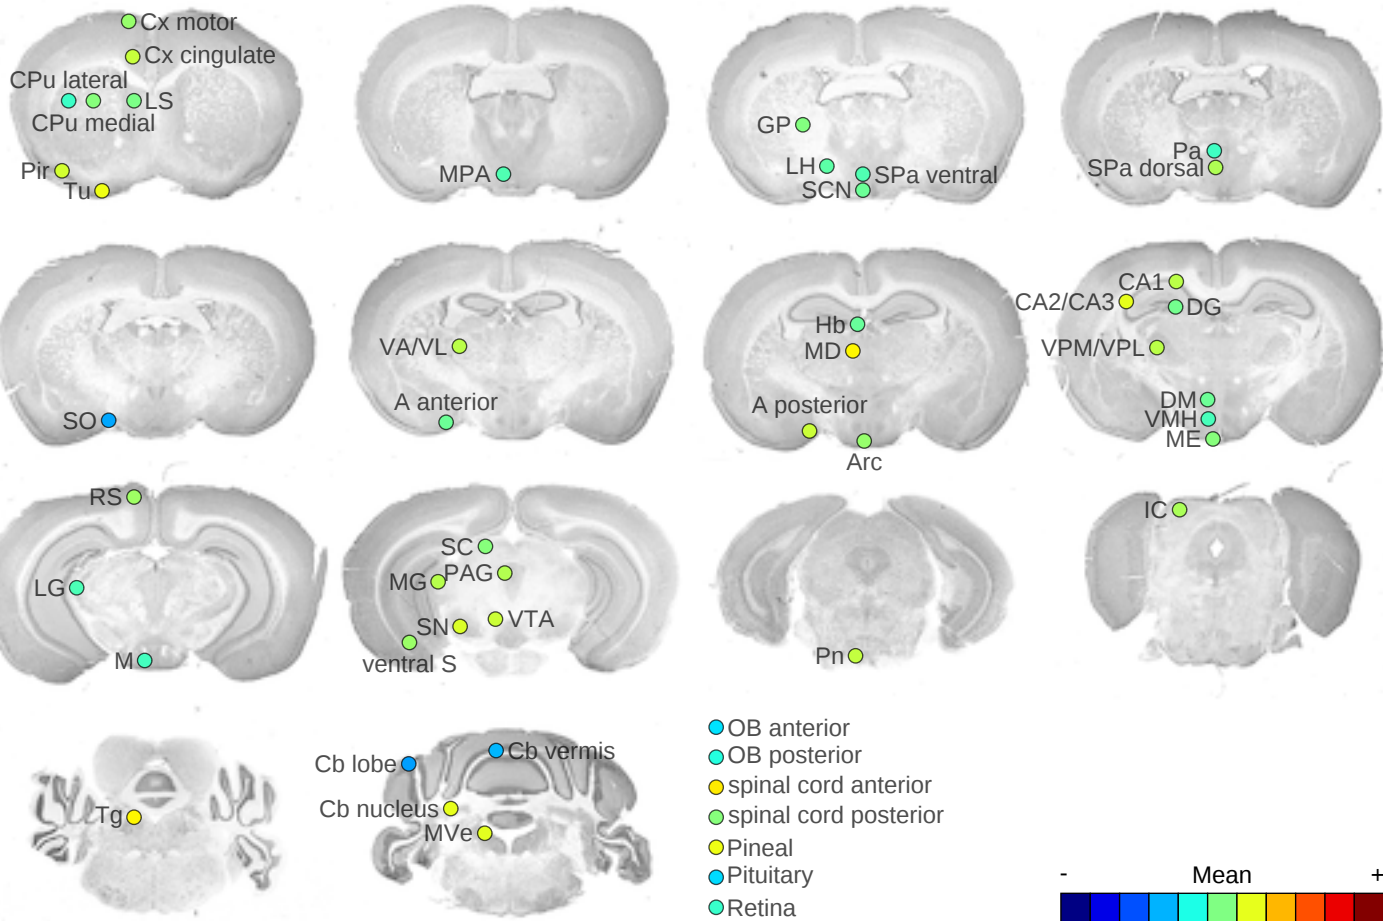 Cx motor
Cx cingulate
CPu lateral
LS
CPu medial
Pir
Tu
MPA
GP
LH
SPa ventral
SCN
Pa
SPa dorsal
SO
VA/VL
A anterior
Hb
MD
A posterior
Arc
CA1
CA2/CA3
DG
VPM/VPL
DM
VMH
ME
RS
LG
M
SC
MG
PAG
SN
VTA
ventral S
Pn
IC
Tg
Cb lobe
Cb vermis
Cb nucleus
MVe
OB anterior
OB posterior
spinal cord anterior
spinal cord posterior
Pineal
Pituitary
Retina
- Mean +